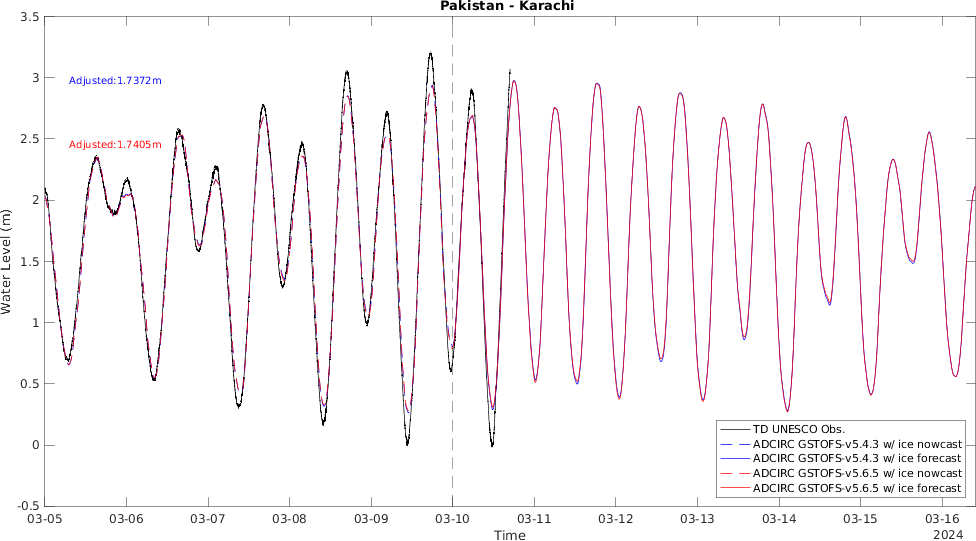 Pakistan - Karachi
3.5
3
2.5
2
1.5
1
0.5
0
-0.5
Water Level (m)
Adjusted:1.7372m
Adjusted:1.7405m
TD UNESCO Obs.
ADCIRC GSTOFS-v5.4.3 w/ ice nowcast
ADCIRC GSTOFS-v5.4.3 w/ ice forecast
ADCIRC GSTOFS-v5.6.5 w/ ice nowcast
ADCIRC GSTOFS-v5.6.5 w/ ice forecast
03-05 03-06 03-07 03-08 03-09 03-10 03-11 03-12 03-13 03-14 03-15 03-16
Time
2024